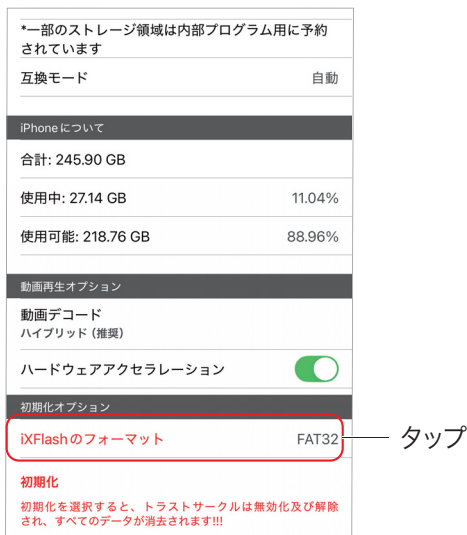 *一部のストレージ領域は内部プログラム用に予約
されています
互換モード 自動
iPhoneについて
合計: 245.90 GB
使用中: 27.14 GB 11.04%
使用可能: 218.76 GB 88.96%
動画再生オプション
動画デコード
ハイブリッド（推奨）
ハードウェアアクセラレーション
初期化オプション
iXFlashのフォーマット FAT32 タップ
初期化
初期化を選択すると、トラストサークルは無効化及び解除
され、すべてのデータが消去されます!!!